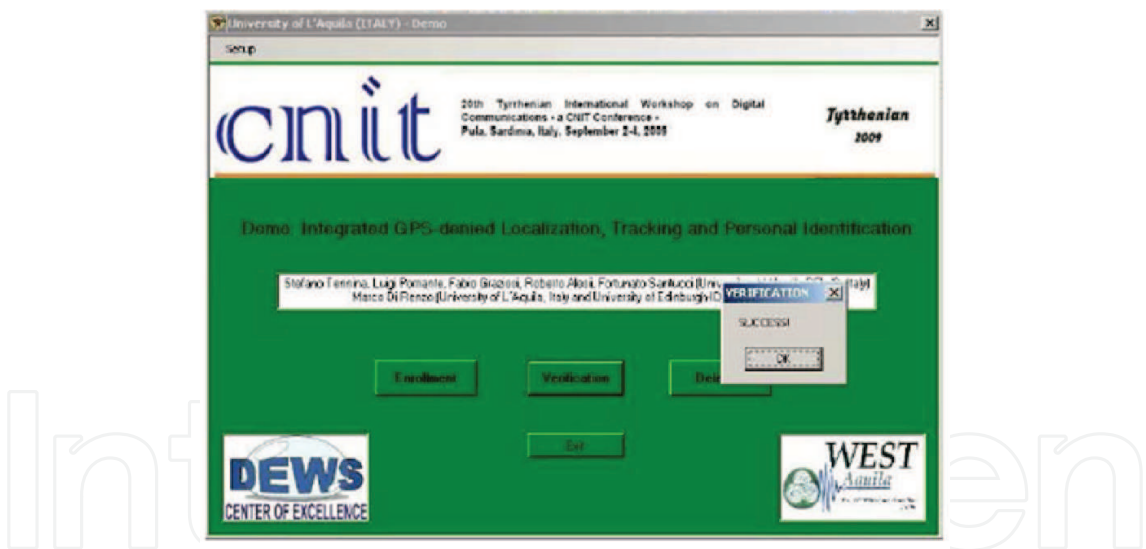 University of L'Aquila (ITALY) - Demo
Setup
cnit
20th Tyrrhenian International Workshop on Digital
Communications - a CNIT Conference -
Pula, Sardinia, Italy, September 2-4, 2009
Tyrrhenian
2009
Demo: Integrated GPS-denied Localization, Tracking and Personal Identification
Stefano Tennina, Luigi Pomante, Fabio Graziosi, Roberto Alesii, Fortunato Santucci
Marco Di Renzo (University of L'Aquila, Italy and University of Edinburgh
VERIFICATION
SUCCESS!
OK
Enrollment
Verification
Exit
DEWS
CENTER OF EXCELLENCE
WEST
Aquila
Inten